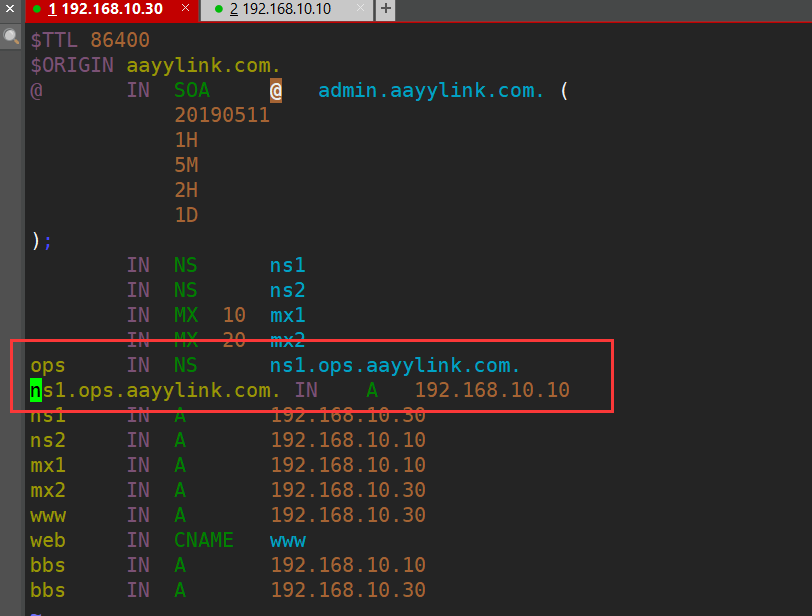 1 192.168.10.30 × 2 192.168.10.10 × +
$TTL 86400
$ORIGIN aayylink.com.
@ IN SOA @ admin.aayylink.com. (
20190511
1H
5M
2H
1D
);
IN NS ns1
IN NS ns2
IN MX 10 mx1
IN MX 20 mx2
ops IN NS ns1.ops.aayylink.com.
ns1.ops.aayylink.com. IN A 192.168.10.10
ns1 IN A 192.168.10.30
ns2 IN A 192.168.10.10
mx1 IN A 192.168.10.10
mx2 IN A 192.168.10.30
www IN A 192.168.10.30
web IN CNAME www
bbs IN A 192.168.10.10
bbs IN A 192.168.10.30
~